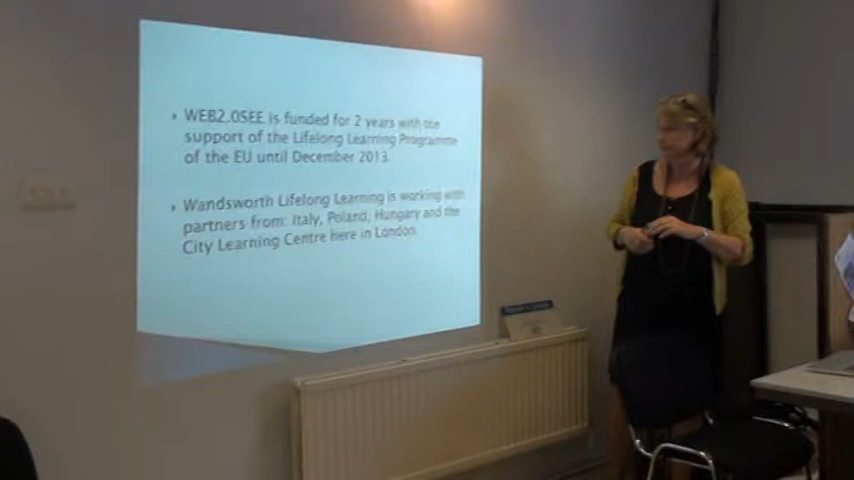 WEB2.0SEE is funded for 2 years with the
support of the Lifelong Learning Programme
of the EU until December 2013.
Wandsworth Lifelong Learning is working with
partners from: Italy, Poland, Hungary and the
City Learning Centre here in London.